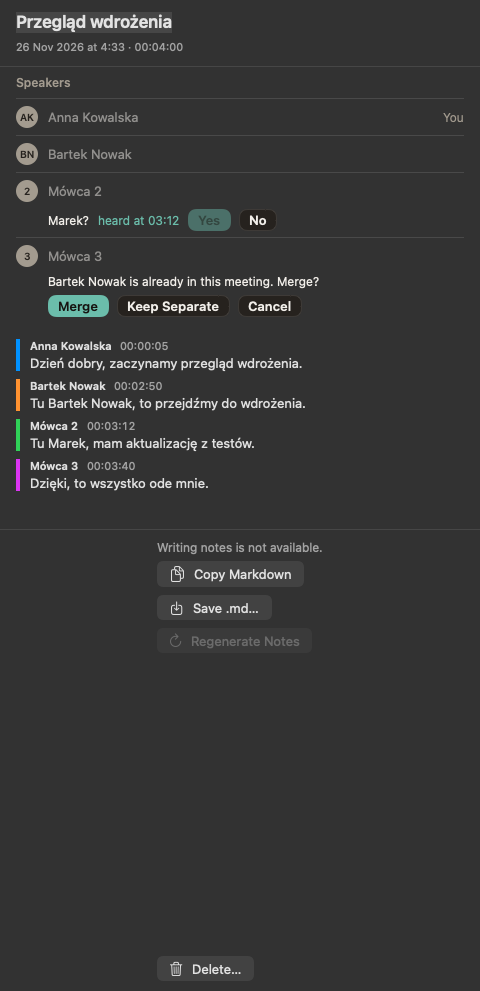 Przegląd wdrożenia
26 Nov 2026 at 4:33 · 00:04:00
Speakers
AK Anna Kowalska You
BN Bartek Nowak
2 Mówca 2
Marek? heard at 03:12 Yes No
3 Mówca 3
Bartek Nowak is already in this meeting. Merge?
Merge Keep Separate Cancel
Anna Kowalska 00:00:05
Dzień dobry, zaczynamy przegląd wdrożenia.
Bartek Nowak 00:02:50
Tu Bartek Nowak, to przejdźmy do wdrożenia.
Mówca 2 00:03:12
Tu Marek, mam aktualizację z testów.
Mówca 3 00:03:40
Dzięki, to wszystko ode mnie.
Writing notes is not available.
Copy Markdown
Save .md...
Regenerate Notes
Delete...